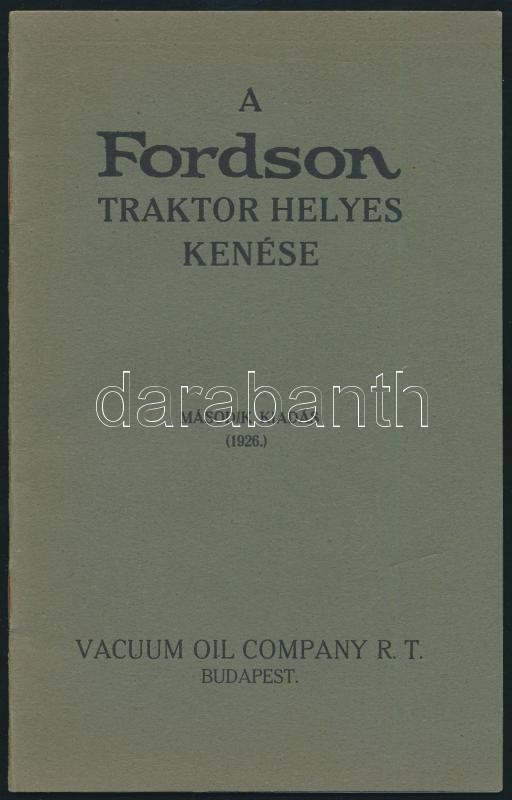 A
Fordson
TRAKTOR HELYES
KENÉSE
darabanth
MÁSODIK KIADÁS
(1926.)
VACUUM OIL COMPANY R. T.
BUDAPEST.